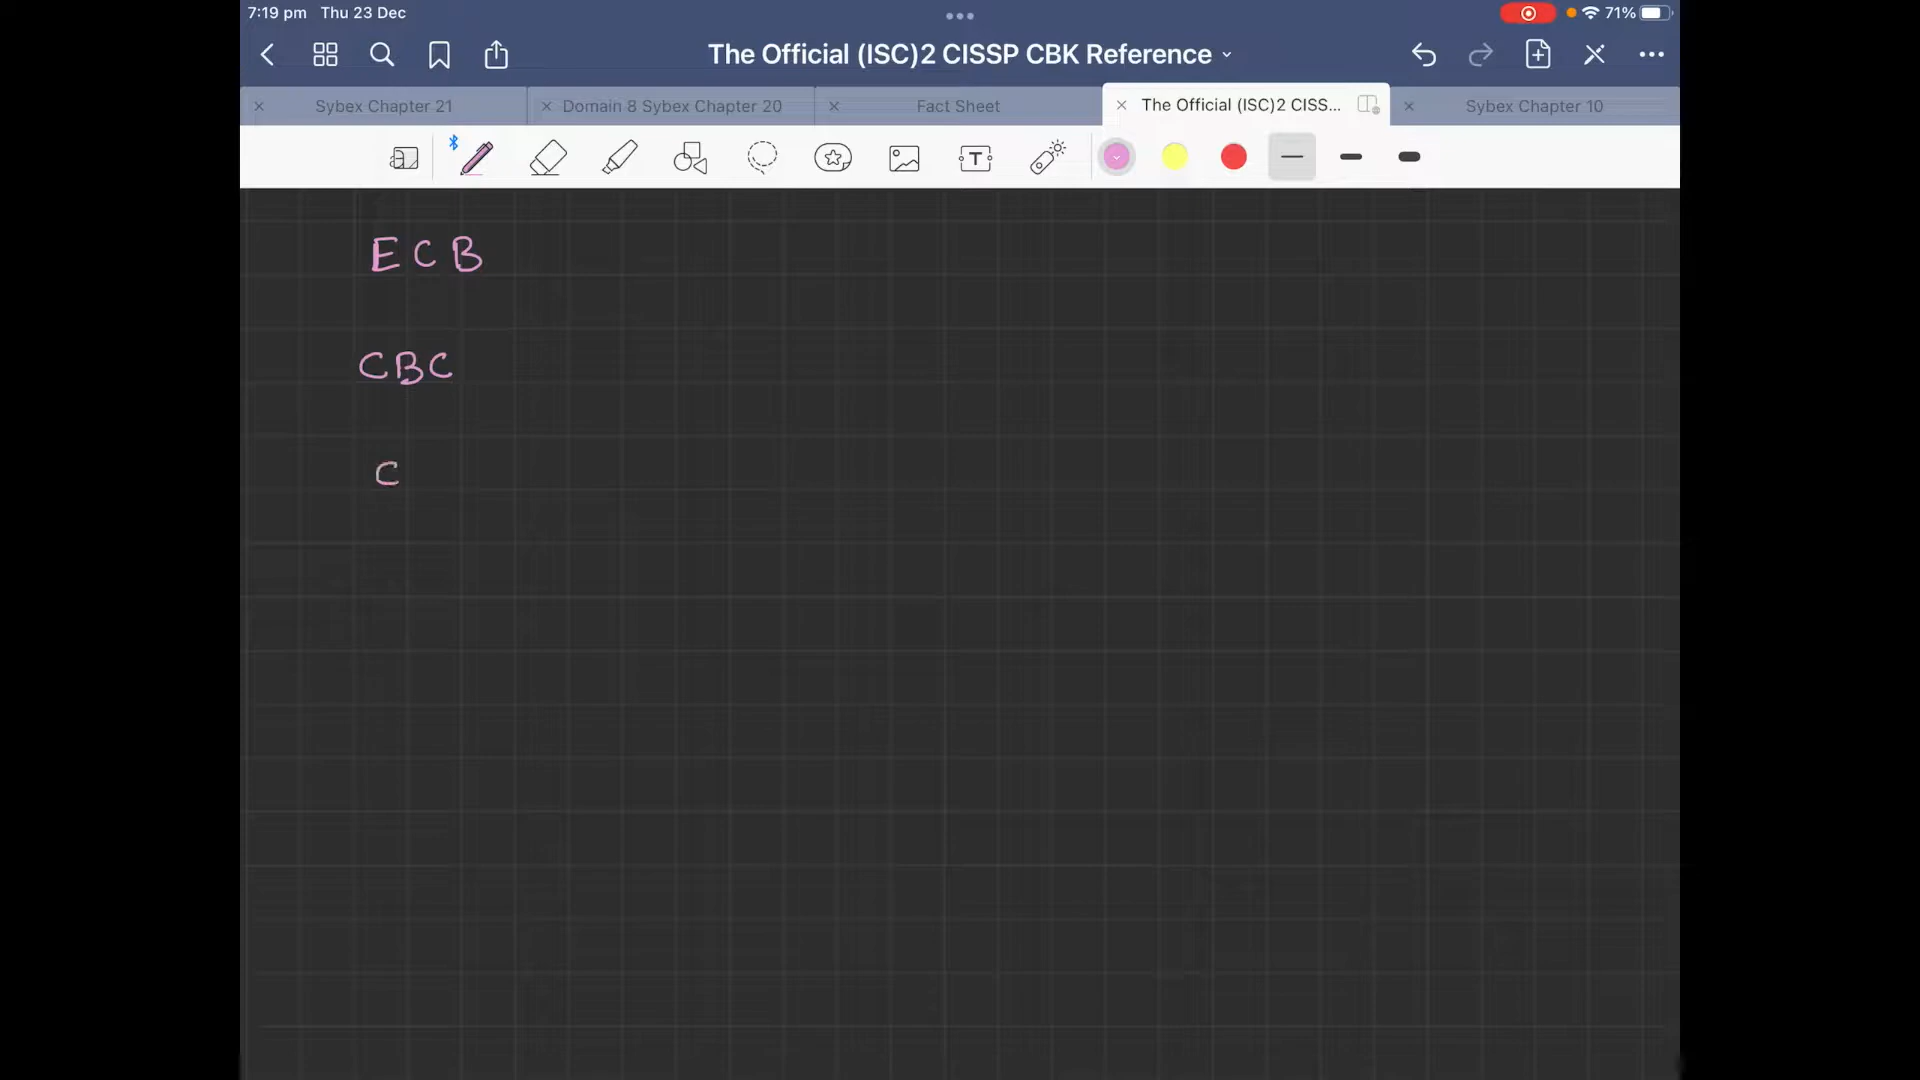 7:19 pm Thu 23 Dec 71%
The Official (ISC)2 CISSP CBK Reference
Sybex Chapter 21 Domain 8 Sybex Chapter 20 Fact Sheet The Official (ISC)2 CISS... Sybex Chapter 10
T
E C B
CBC
C